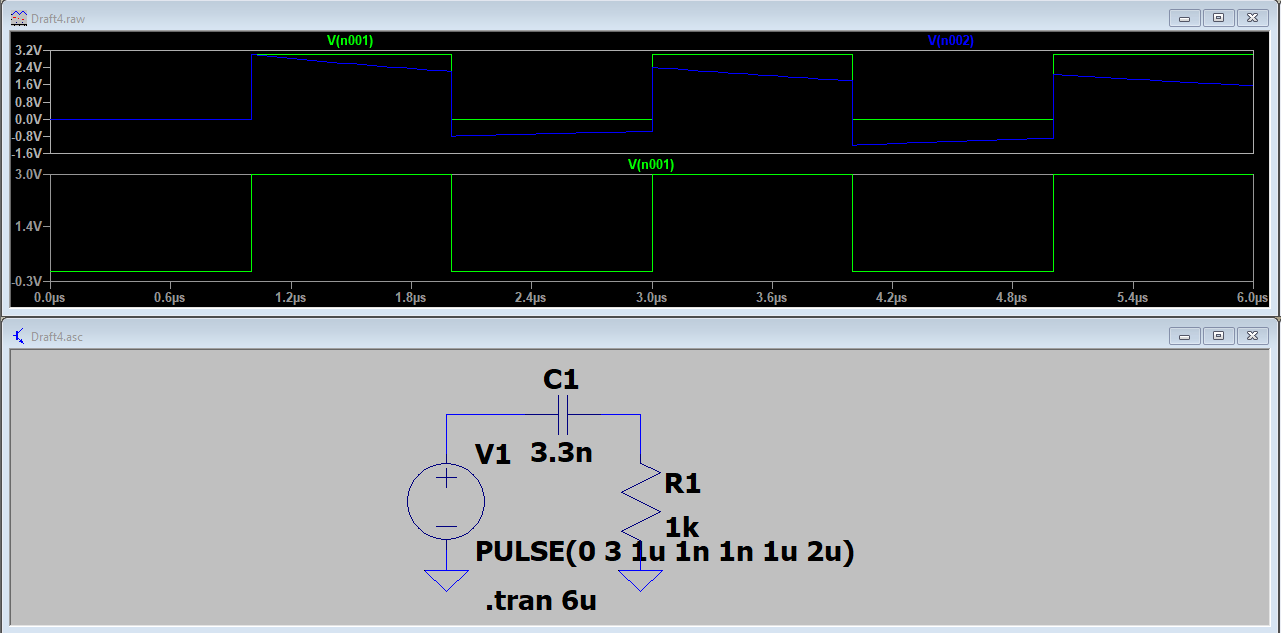 Draft4.raw
V(n001) V(n002)
3.2V
2.4V
1.6V
0.8V
0.0V
-0.8V
-1.6V
V(n001)
3.0V
1.4V
-0.3V
0.0µs 0.6µs 1.2µs 1.8µs 2.4µs 3.0µs 3.6µs 4.2µs 4.8µs 5.4µs 6.0µs
Draft4.asc
C1
V1 3.3n
R1
1k
PULSE(0 3 1u 1n 1n 1u 2u)
.tran 6u